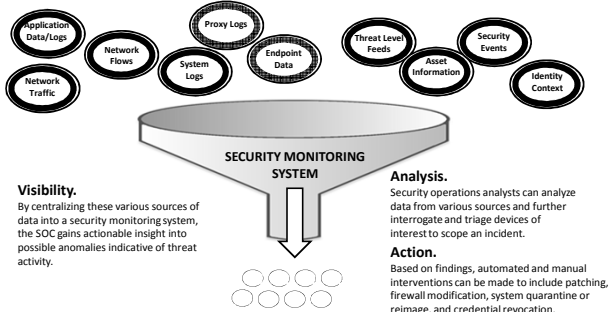 Application
Data/Logs
Network
Flows
Proxy Logs
System
Logs
Endpoint
Data
Network
Traffic
Threat Level
Feeds
Security
Events
Asset
Information
Identity
Context
SECURITY MONITORING
SYSTEM
Visibility.
By centralizing these various sources of
data into a security monitoring system,
the SOC gains actionable insight into
possible anomalies indicative of threat
activity.
Analysis.
Security operations analysts can analyze
data from various sources and further
interrogate and triage devices of
interest to scope an incident.
Action.
Based on findings, automated and manual
interventions can be made to include patching,
firewall modification, system quarantine or
reimage, and credential revocation.